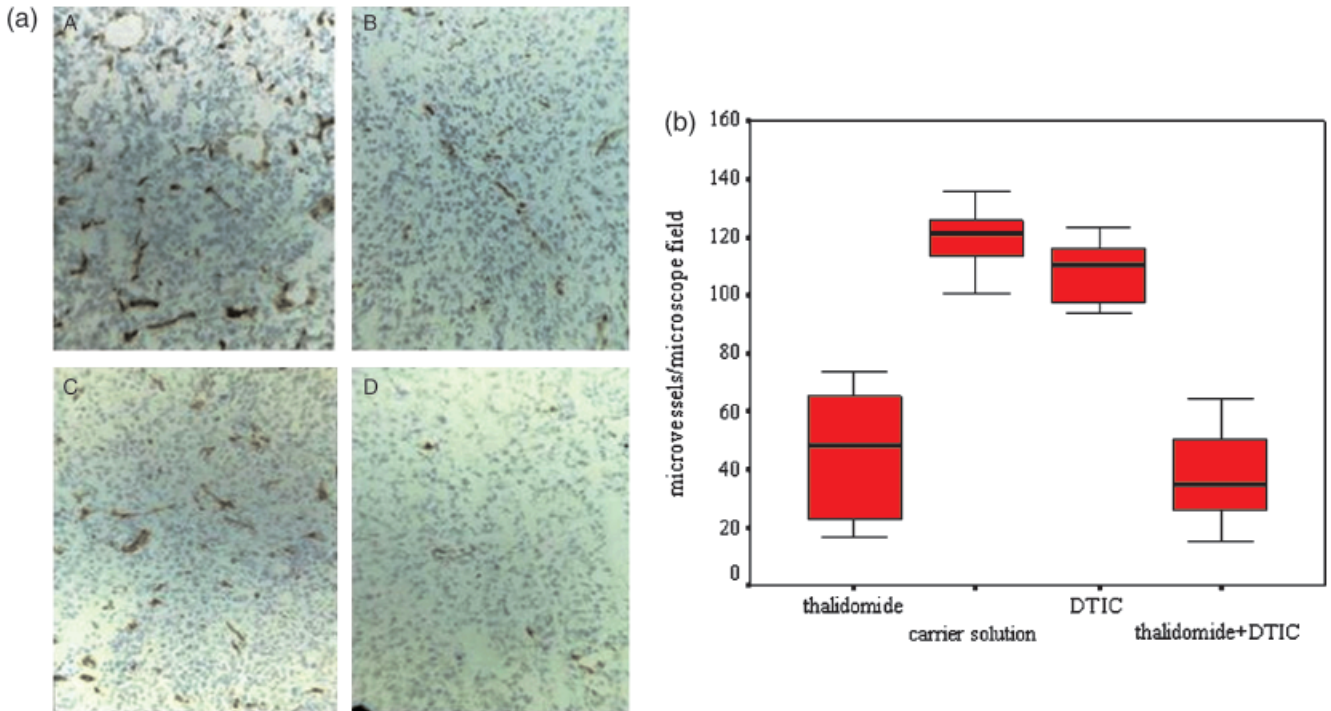 (a)
A
B
C
D
(b)
microvessels/microscope field
160
140
120
100
80
60
40
20
0
thalidomide
carrier solution
DTIC
thalidomide+DTIC